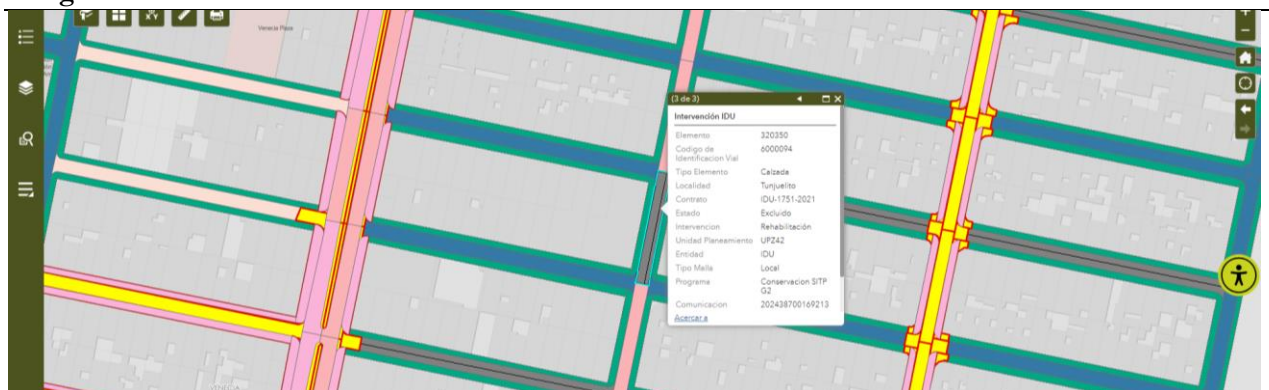 Venecia Plaza
(3 de 3)
Intervención IDU
Elemento 320350
Codigo de Identificacion Vial 6000094
Tipo Elemento Calzada
Localidad Tunjuelito
Contrato IDU-1751-2021
Estado Excluido
Intervencion Rehabilitación
Unidad Planeamiento UPZ42
Entidad IDU
Tipo Malla Local
Programa Conservacion SITP G2
Comunicacion 202438700169213
Acercar a